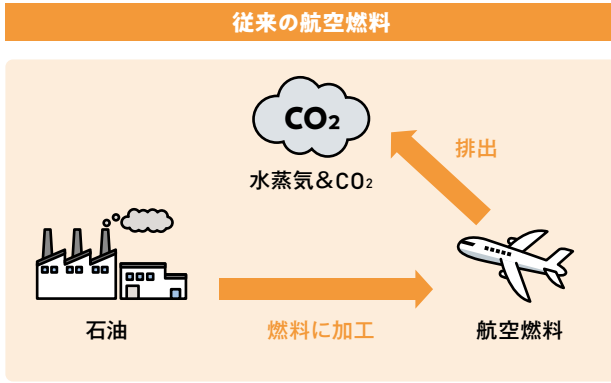 従来の航空燃料
CO₂
水蒸気&CO₂
排出
石油
燃料に加工
航空燃料